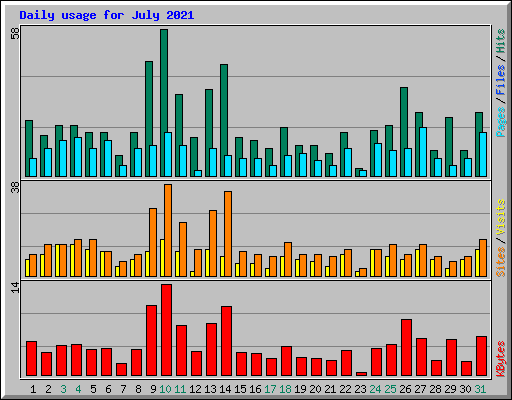 Daily usage for July 2021
58
38
14
Pages / Files / Hits
Sites / Visits
KBytes
1 2 3 4 5 6 7 8 9 10 11 12 13 14 15 16 17 18 19 20 21 22 23 24 25 26 27 28 29 30 31